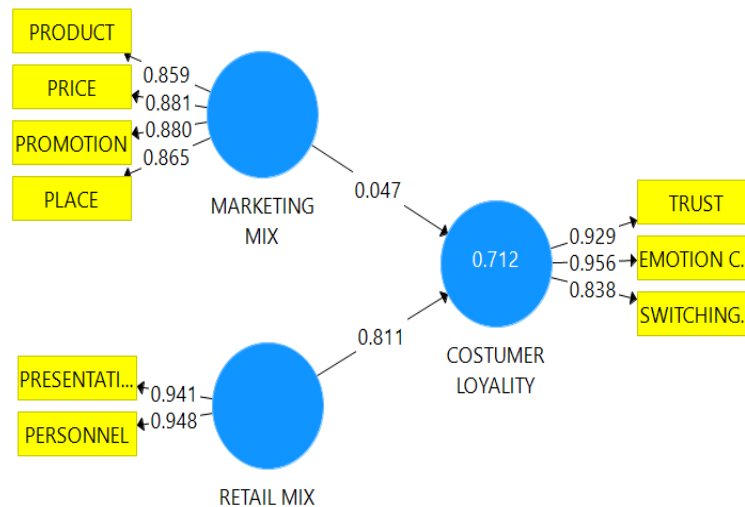 PRODUCT
0.859
PRICE
0.881
PROMOTION
0.880
PLACE
0.865
MARKETING
MIX
0.047
0.712
COSTUMER
LOYALITY
0.929
TRUST
0.956
EMOTION C.
0.838
SWITCHING.
0.811
PRESENTATI...
0.941
PERSONNEL
0.948
RETAIL MIX